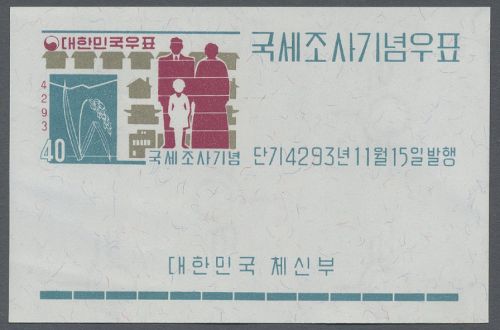 대한민국우표
국세조사기념우표
4293
40
국세조사기념
단기4293년11월15일발행
대한민국 체신부